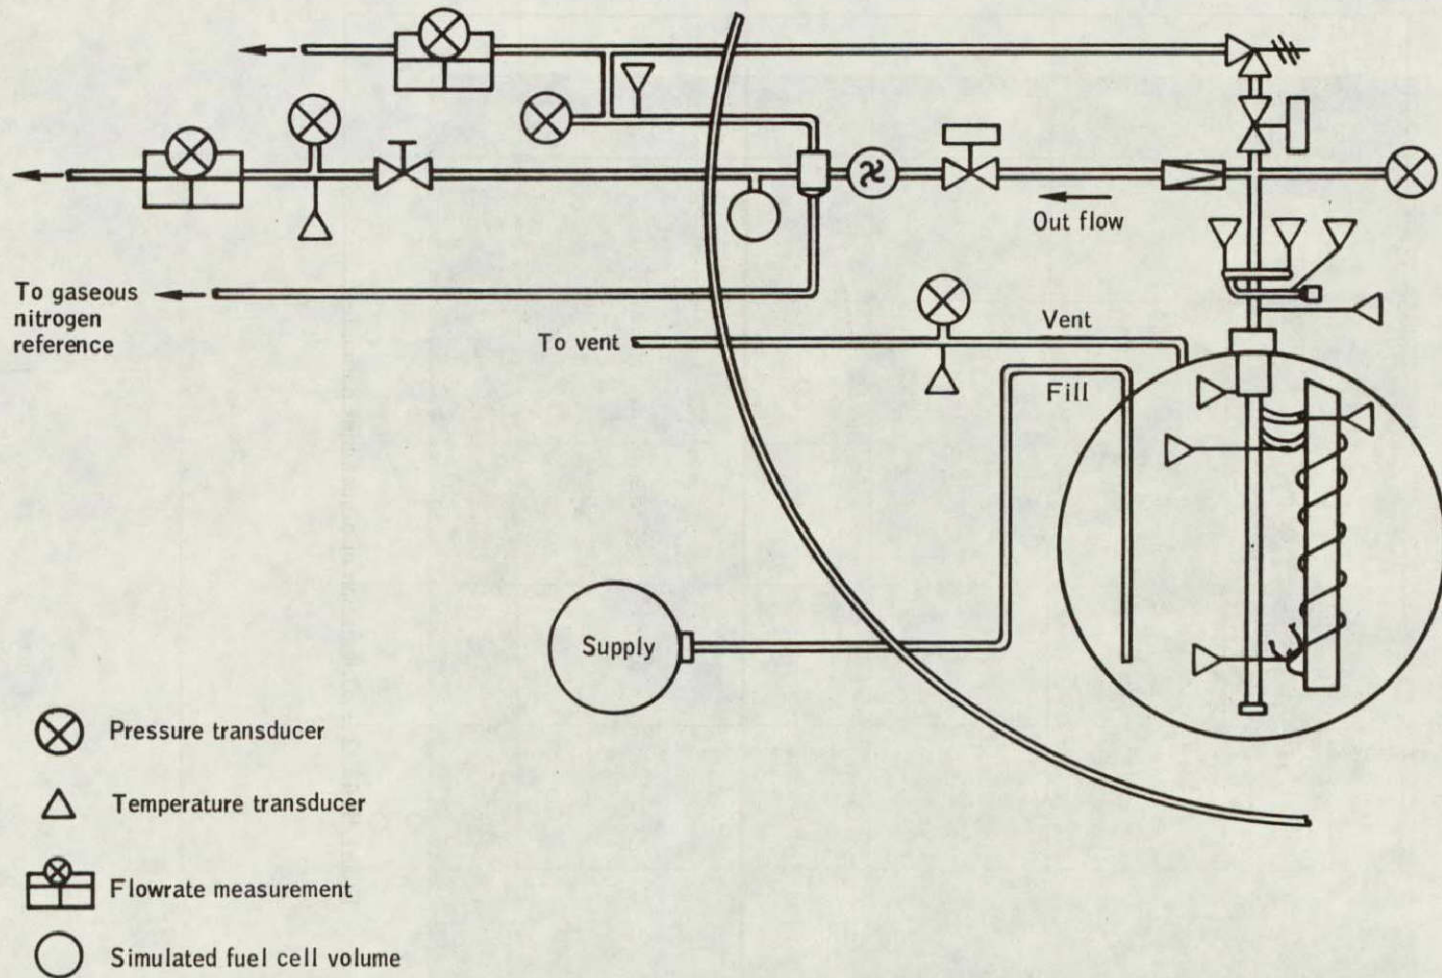 Out flow
To gaseous
nitrogen
reference
To vent
Vent
Fill
Supply
Pressure transducer
Temperature transducer
Flowrate measurement
Simulated fuel cell volume